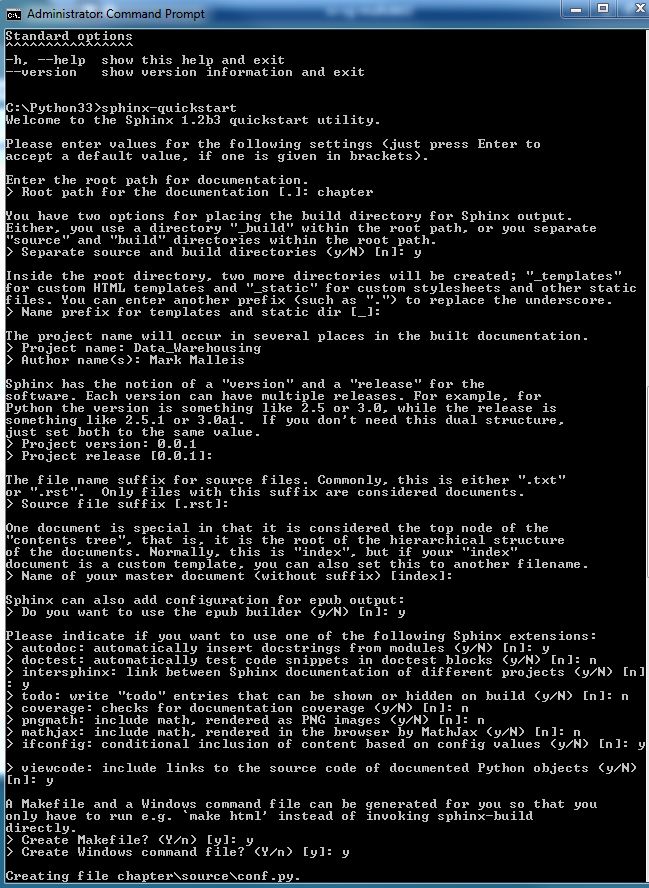 Administrator: Command Prompt
Standard options
^^^^^^^^^^^^^^^^
-h, --help  show this help and exit
--version   show version information and exit
C:\Python33>sphinx-quickstart
Welcome to the Sphinx 1.2b3 quickstart utility.
Please enter values for the following settings (just press Enter to
accept a default value, if one is given in brackets).
Enter the root path for documentation.
> Root path for the documentation [.]: chapter
You have two options for placing the build directory for Sphinx output.
Either, you use a directory "_build" within the root path, or you separate
"source" and "build" directories within the root path.
> Separate source and build directories (y/N) [n]: y
Inside the root directory, two more directories will be created; "_templates"
for custom HTML templates and "_static" for custom stylesheets and other static
files. You can enter another prefix (such as ".") to replace the underscore.
> Name prefix for templates and static dir [_]:
The project name will occur in several places in the built documentation.
> Project name: Data_Warehousing
> Author name(s): Mark Malleis
Sphinx has the notion of a "version" and a "release" for the
software. Each version can have multiple releases. For example, for
Python the version is something like 2.5 or 3.0, while the release is
something like 2.5.1 or 3.0a1.  If you don't need this dual structure,
just set both to the same value.
> Project version: 0.0.1
> Project release [0.0.1]:
The file name suffix for source files. Commonly, this is either ".txt"
or ".rst".  Only files with this suffix are considered documents.
> Source file suffix [.rst]:
One document is special in that it is considered the top node of the
"contents tree", that is, it is the root of the hierarchical structure
of the documents. Normally, this is "index", but if your "index"
document is a custom template, you can also set this to another filename.
> Name of your master document (without suffix) [index]:
Sphinx can also add configuration for epub output:
> Do you want to use the epub builder (y/N) [n]: y
Please indicate if you want to use one of the following Sphinx extensions:
> autodoc: automatically insert docstrings from modules (y/N) [n]: y
> doctest: automatically test code snippets in doctest blocks (y/N) [n]: n
> intersphinx: link between Sphinx documentation of different projects (y/N) [n]
: y
> todo: write "todo" entries that can be shown or hidden on build (y/N) [n]: n
> coverage: checks for documentation coverage (y/N) [n]: n
> pngmath: include math, rendered as PNG images (y/N) [n]: n
> mathjax: include math, rendered in the browser by MathJax (y/N) [n]: n
> ifconfig: conditional inclusion of content based on config values (y/N) [n]: y
> viewcode: include links to the source code of documented Python objects (y/N)
[n]: y
A Makefile and a Windows command file can be generated for you so that you
only have to run e.g. `make html' instead of invoking sphinx-build
directly.
> Create Makefile? (Y/n) [y]: y
> Create Windows command file? (Y/n) [y]: y
Creating file chapter\source\conf.py.